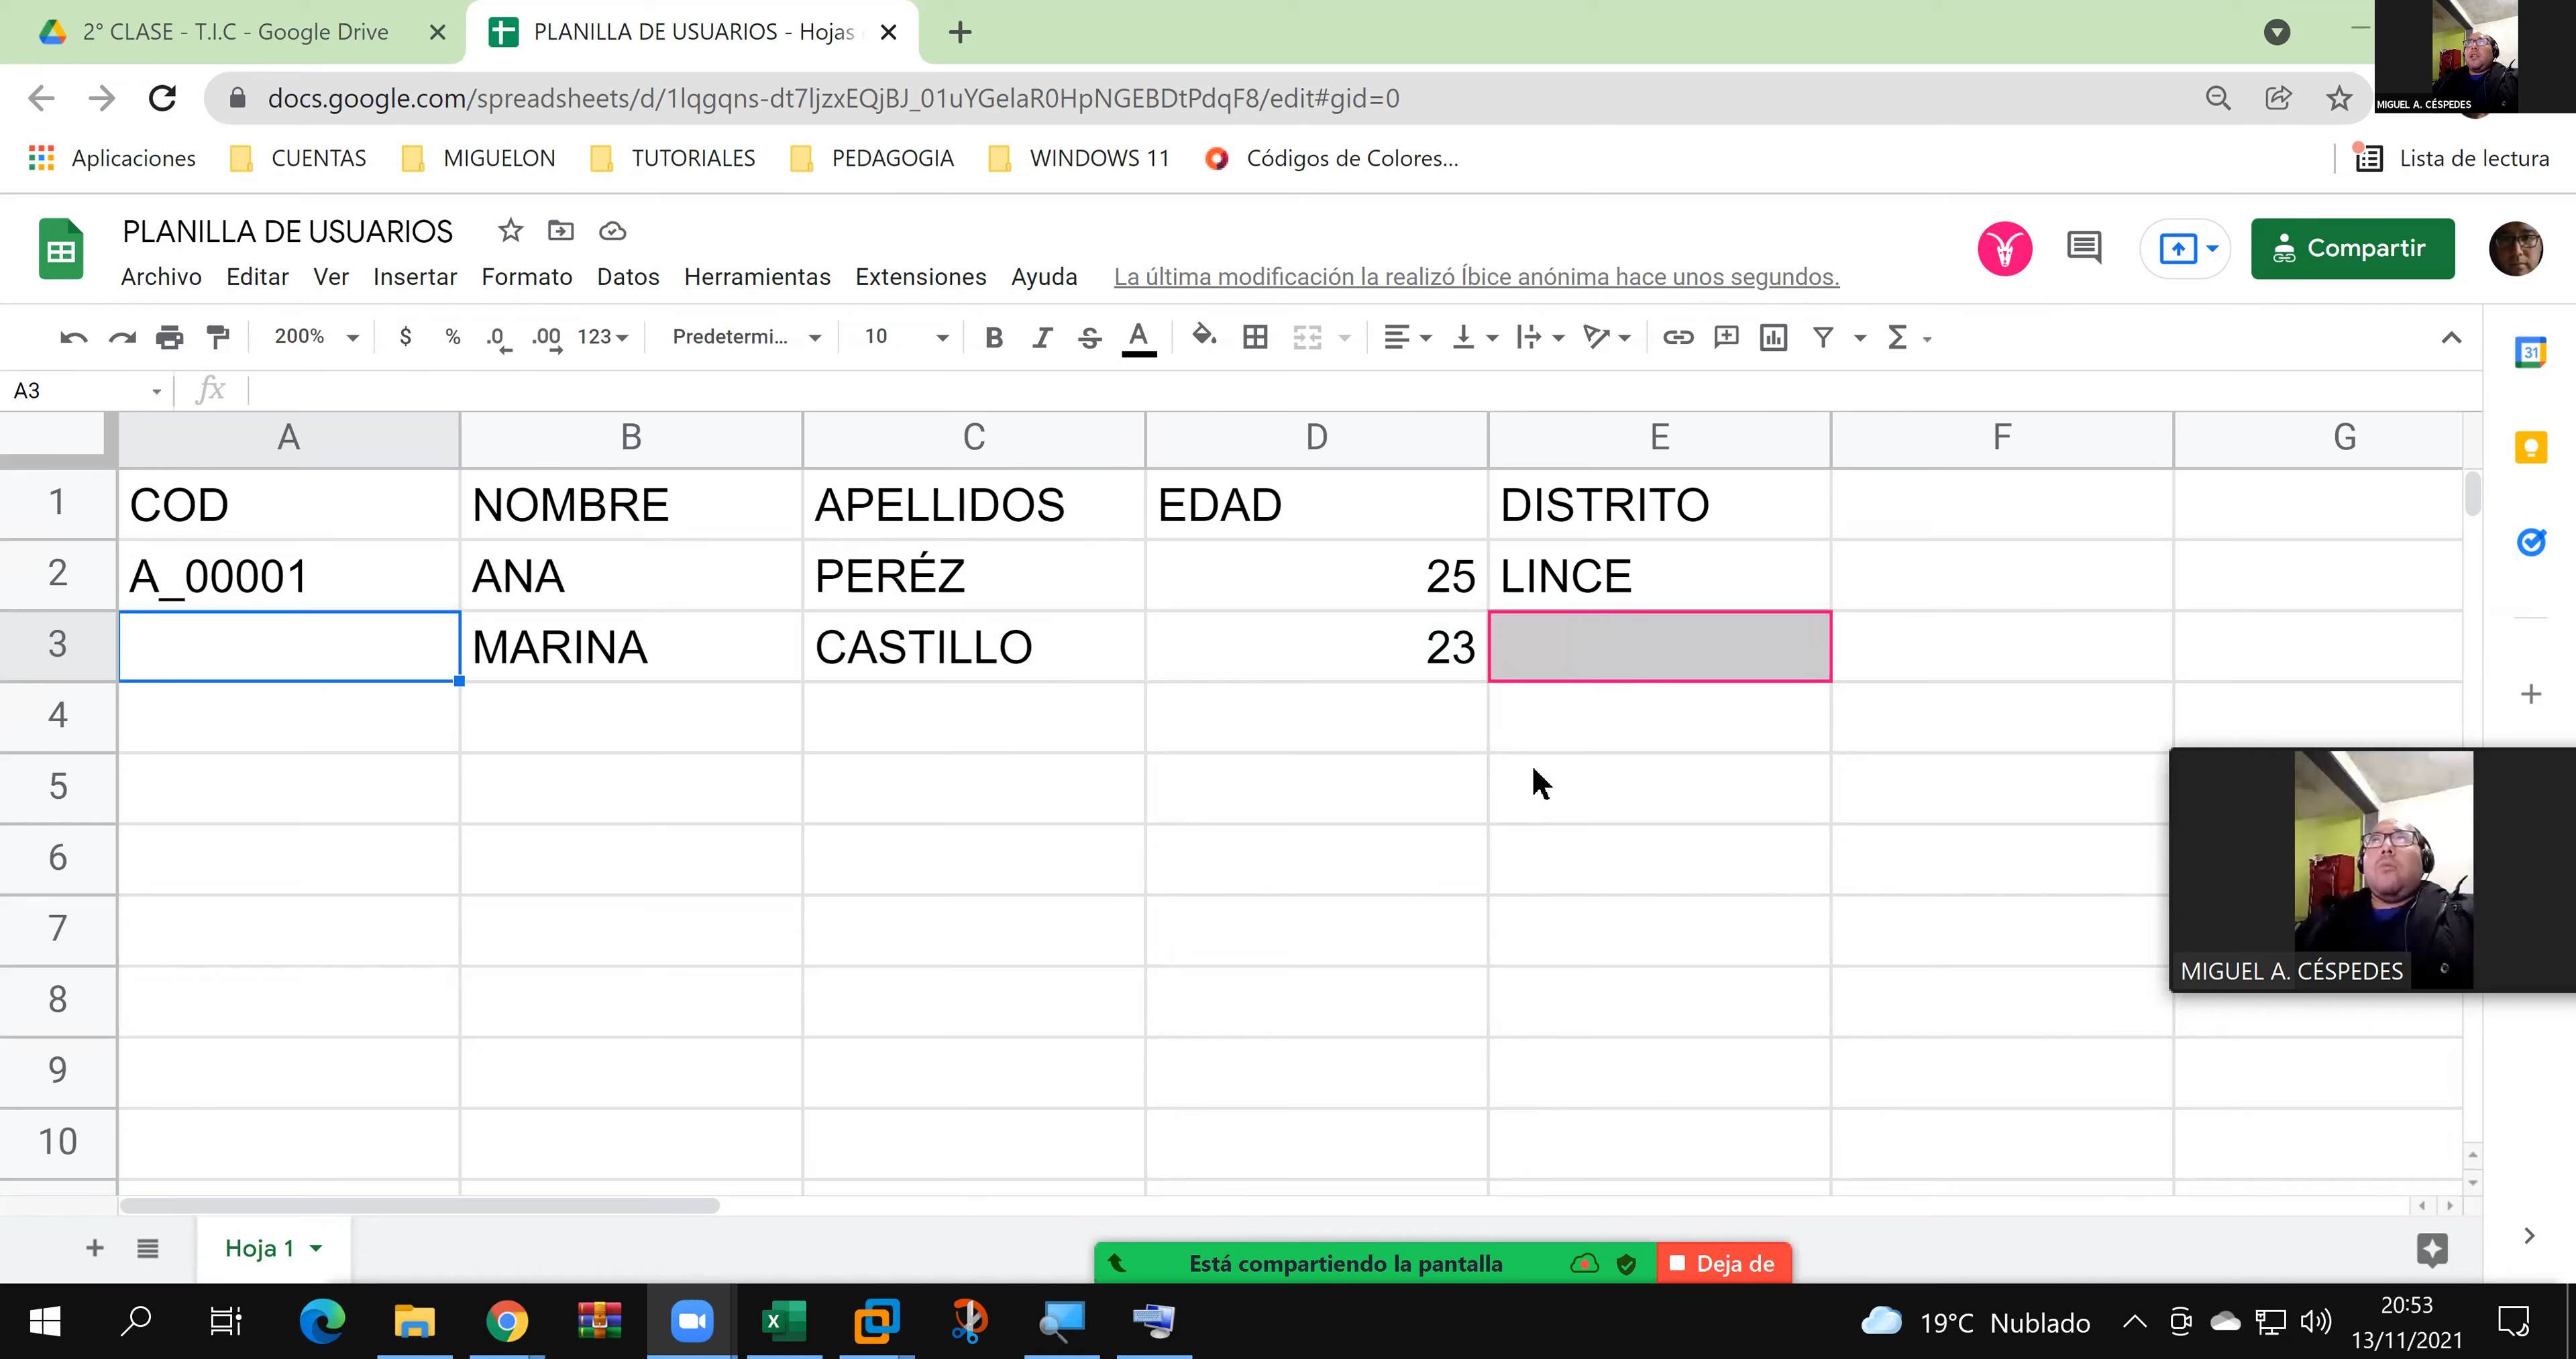 2° CLASE - T.I.C - Google Drive
PLANILLA DE USUARIOS - Hojas
docs.google.com/spreadsheets/d/1lqgqns-dt7ljzxEQjBJ_01uYGelaR0HpNGEBDtPdqF8/edit#gid=0
MIGUEL A. CÉSPEDES
Aplicaciones CUENTAS MIGUELON TUTORIALES PEDAGOGIA WINDOWS 11 Códigos de Colores... Lista de lectura
PLANILLA DE USUARIOS
Compartir
Archivo Editar Ver Insertar Formato Datos Herramientas Extensiones Ayuda La última modificación la realizó Íbice anónima hace unos segundos.
200% $ % .0 .00 123 Predetermi... 10 B I S A Σ
31
A3 fx
A B C D E F G
1 COD NOMBRE APELLIDOS EDAD DISTRITO
2 A_00001 ANA PERÉZ 25 LINCE
3 MARINA CASTILLO 23
4
5
6
7
8
MIGUEL A. CÉSPEDES
9
10
Hoja 1
Está compartiendo la pantalla Deja de
19°C Nublado
20:53
13/11/2021